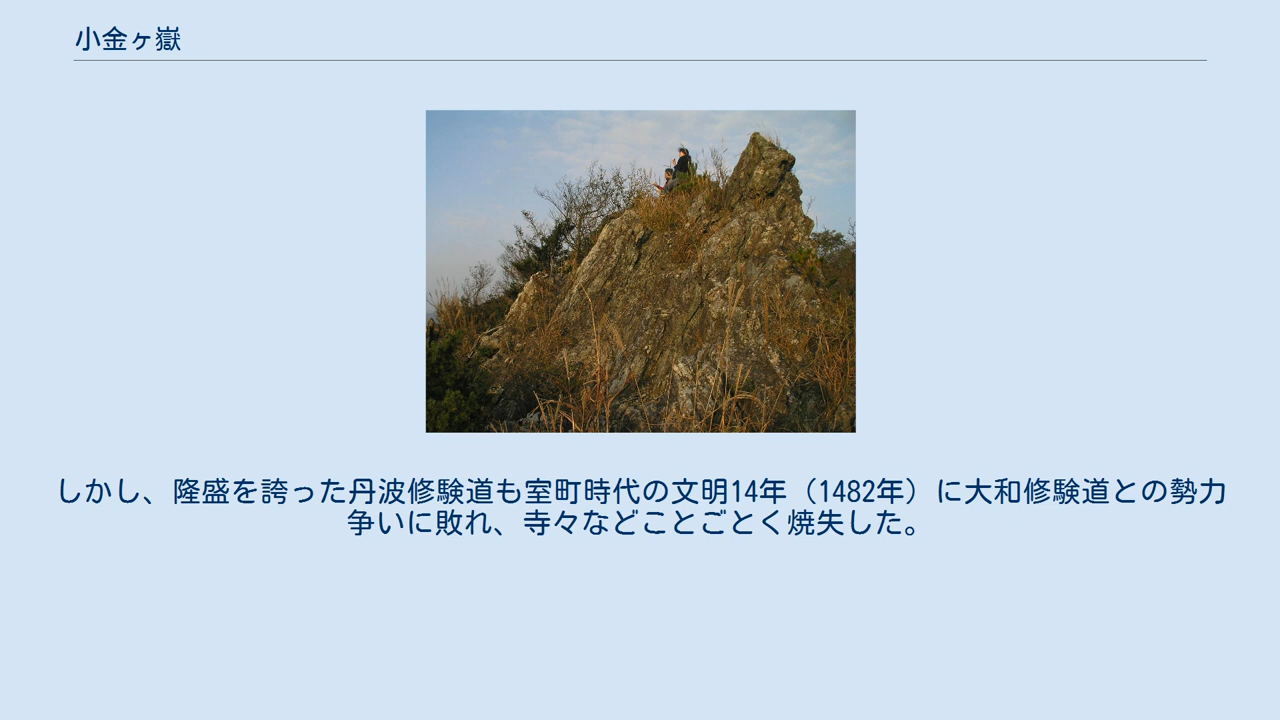 小金ヶ嶽
しかし、隆盛を誇った丹波修験道も室町時代の文明14年（1482年）に大和修験道との勢力
争いに敗れ、寺々などことごとく焼失した。